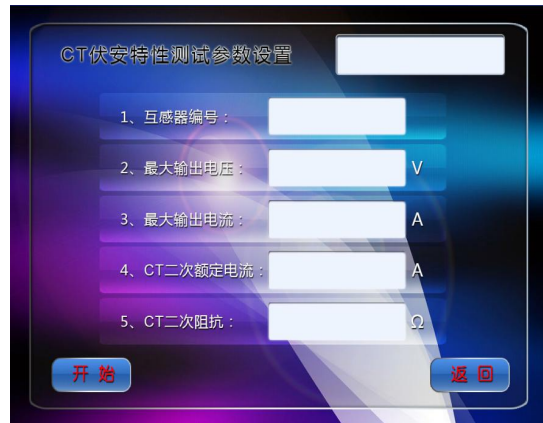 CT伏安特性测试参数设置
1、互感器编号：
2、最大输出电压： V
3、最大输出电流： A
4、CT二次额定电流： A
5、CT二次阻抗： Ω
开 始 返 回